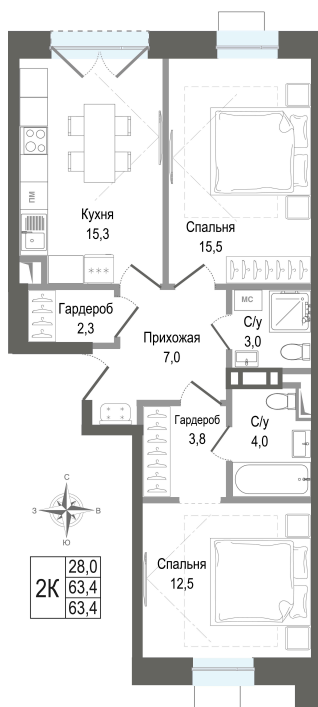 Кухня
15,3
Спальня
15,5
ПМ
***
Гардероб
2,3
Прихожая
7,0
МС
С/у
3,0
Гардероб
3,8
С/у
4,0
С
З
В
Ю
2К
28,0
63,4
63,4
Спальня
12,5